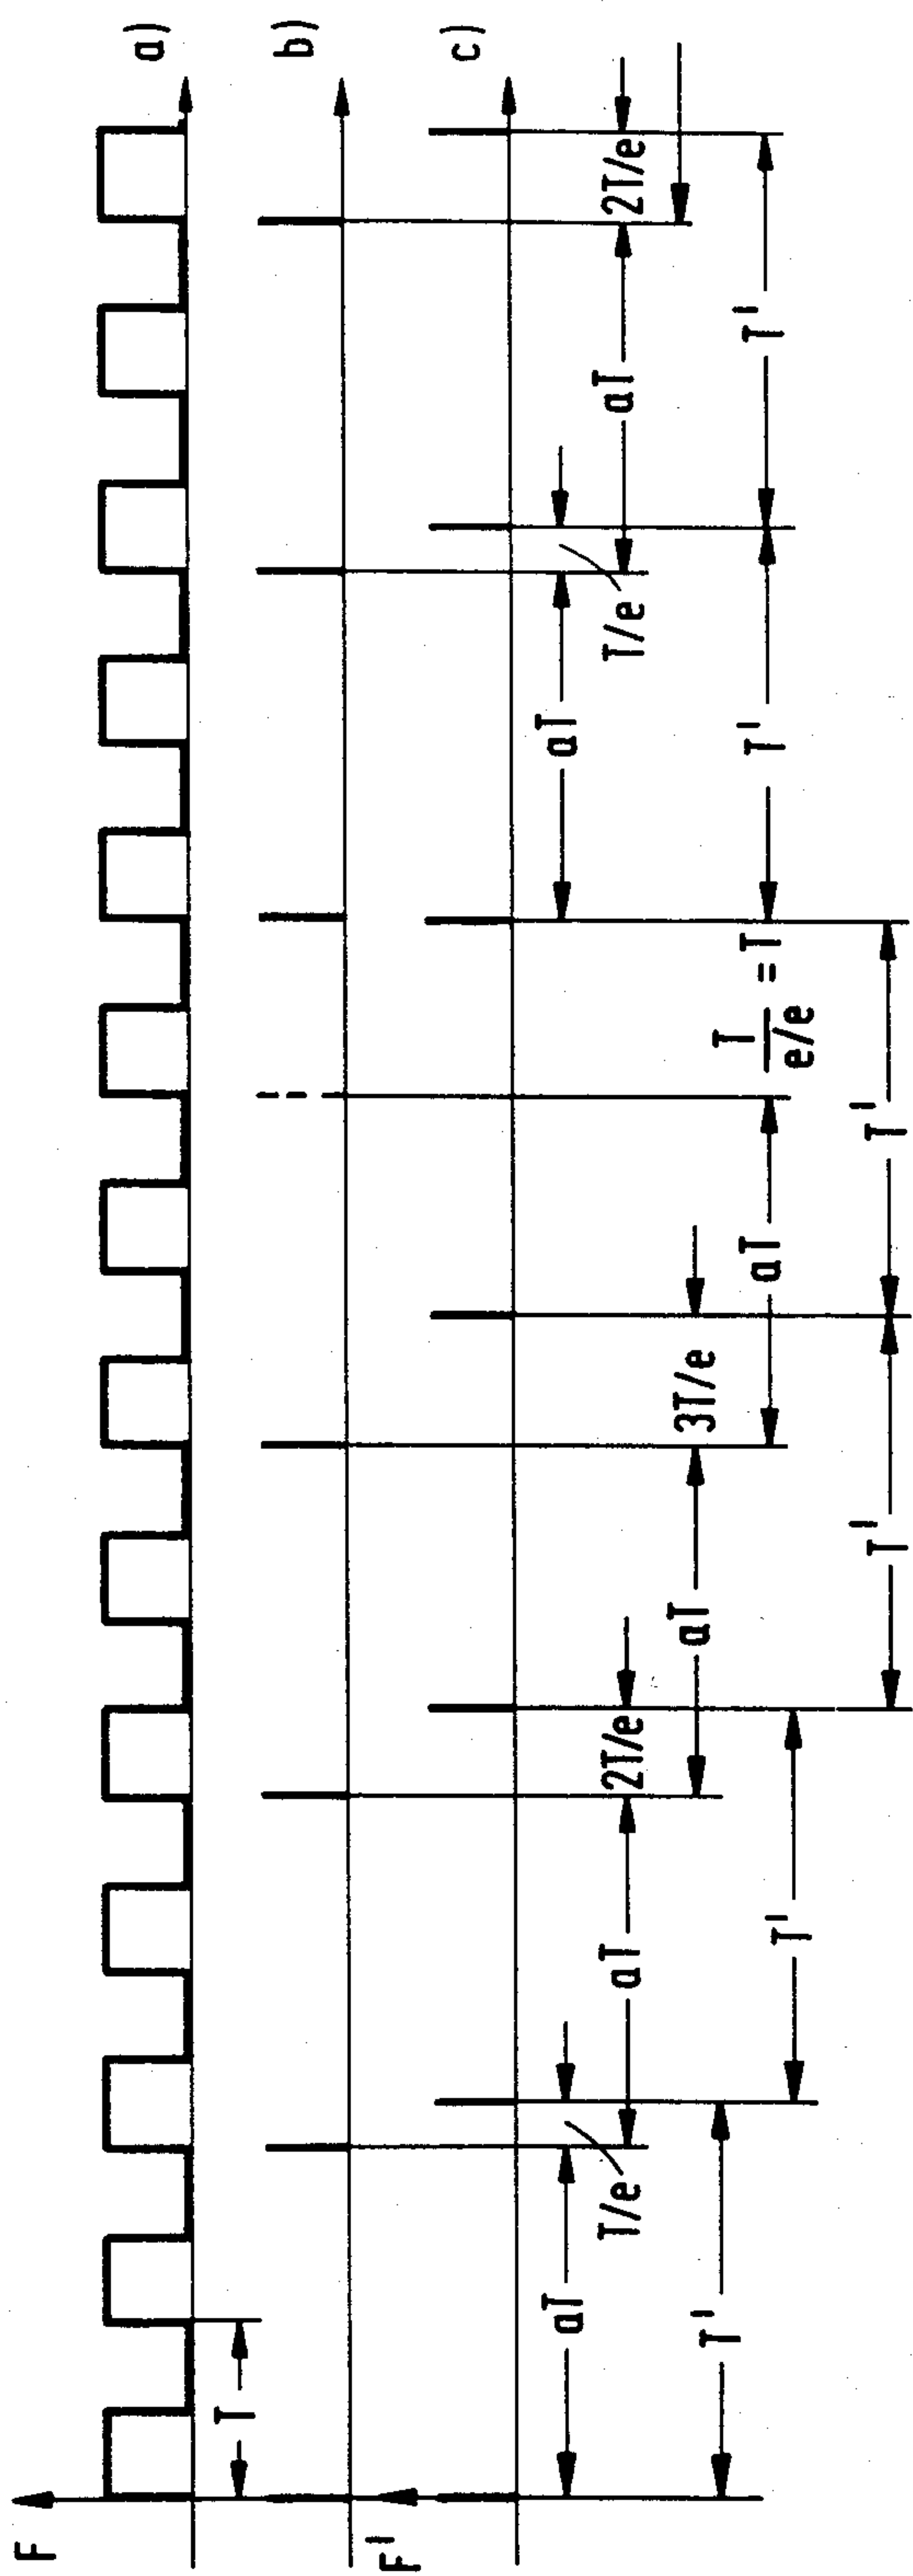 F
a)
T
b)
F'
c)
aT
T/e
aT
T/e
aT
2T/e
aT
2T/e
aT
3T/e
T'
T'
aT
T
e/e
= T
T'
T'
T'
T'